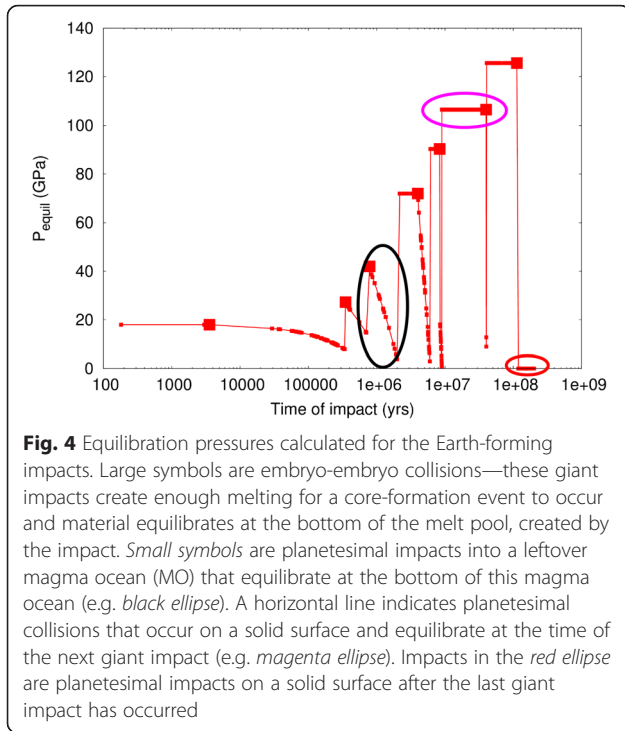 140
120
100
80
60
40
20
0
P_equil (GPa)
100 1000 10000 100000 1e+06 1e+07 1e+08 1e+09
Time of impact (yrs)
Fig. 4 Equilibration pressures calculated for the Earth-forming
impacts. Large symbols are embryo-embryo collisions—these giant
impacts create enough melting for a core-formation event to occur
and material equilibrates at the bottom of the melt pool, created by
the impact. Small symbols are planetesimal impacts into a leftover
magma ocean (MO) that equilibrate at the bottom of this magma
ocean (e.g. black ellipse). A horizontal line indicates planetesimal
collisions that occur on a solid surface and equilibrate at the time of
the next giant impact (e.g. magenta ellipse). Impacts in the red ellipse
are planetesimal impacts on a solid surface after the last giant
impact has occurred